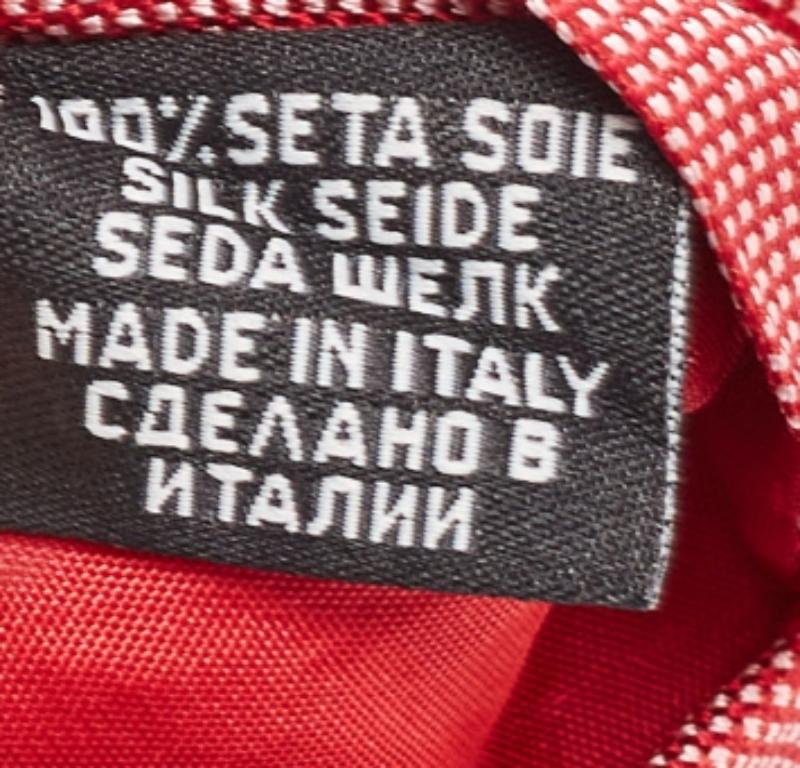 100% SETA SOIE
SILK SEIDE
SEDA ШЕЛК
MADE IN ITALY
СДЕЛАНО В
ИТАЛИИ